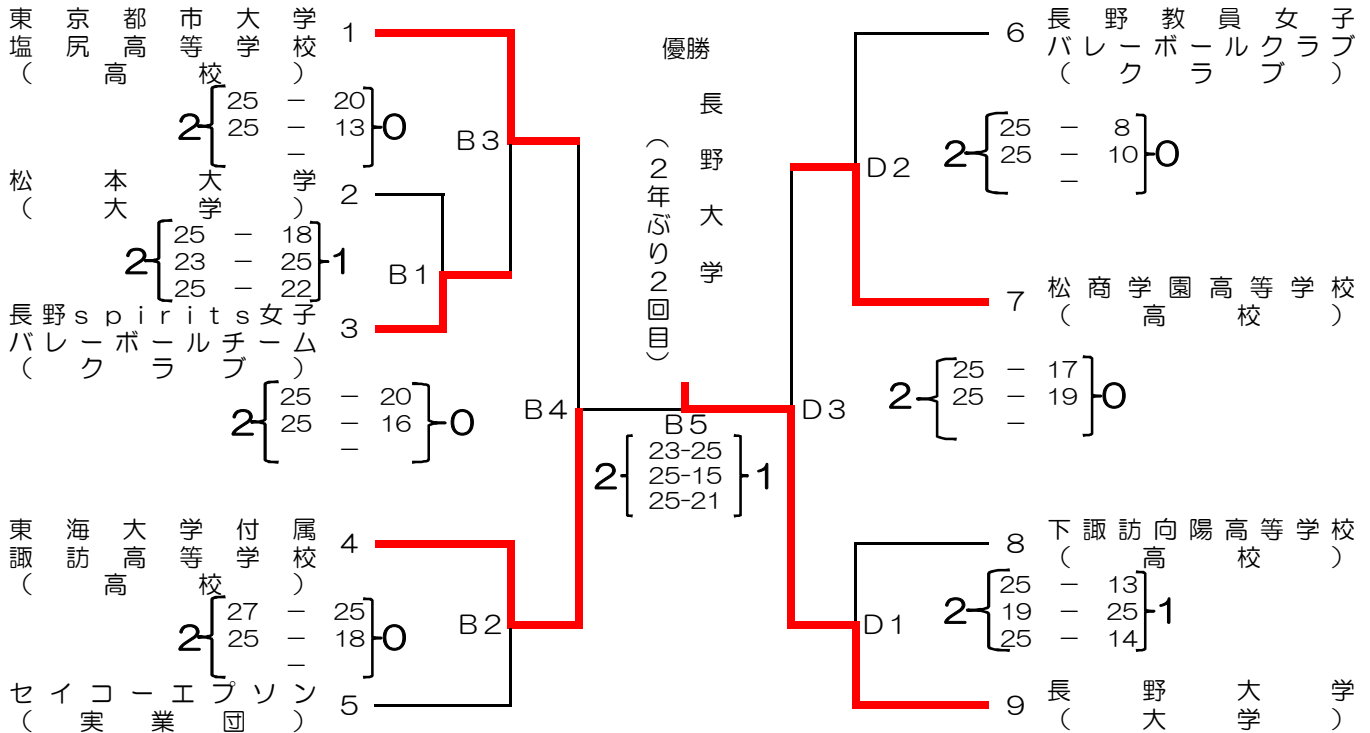 東京都市大学
塩尻高等学校
（高校）
1
2 25 － 20 0
25 － 13
－
B3
松本大学
（大学）
2
2 25 － 18 1
23 － 25
25 － 22
B1
長野spirits女子
バレーボールチーム
（クラブ）
3
2 25 － 20 0
25 － 16
－
B4
東海大学付属
諏訪高等学校
（高校）
4
2 27 － 25 0
25 － 18
－
B2
セイコーエプソン
（実業団）
5
優勝
長野大学
（2年ぶり2回目）
B5
2 23-25 1
25-15
25-21
6
長野教員女子
バレーボールクラブ
（クラブ）
2 25 － 8 0
25 － 10
－
D2
7
松商学園高等学校
（高校）
2 25 － 17 0
25 － 19
－
D3
8
下諏訪向陽高等学校
（高校）
2 25 － 13 1
19 － 25
25 － 14
D1
9
長野大学
（大学）